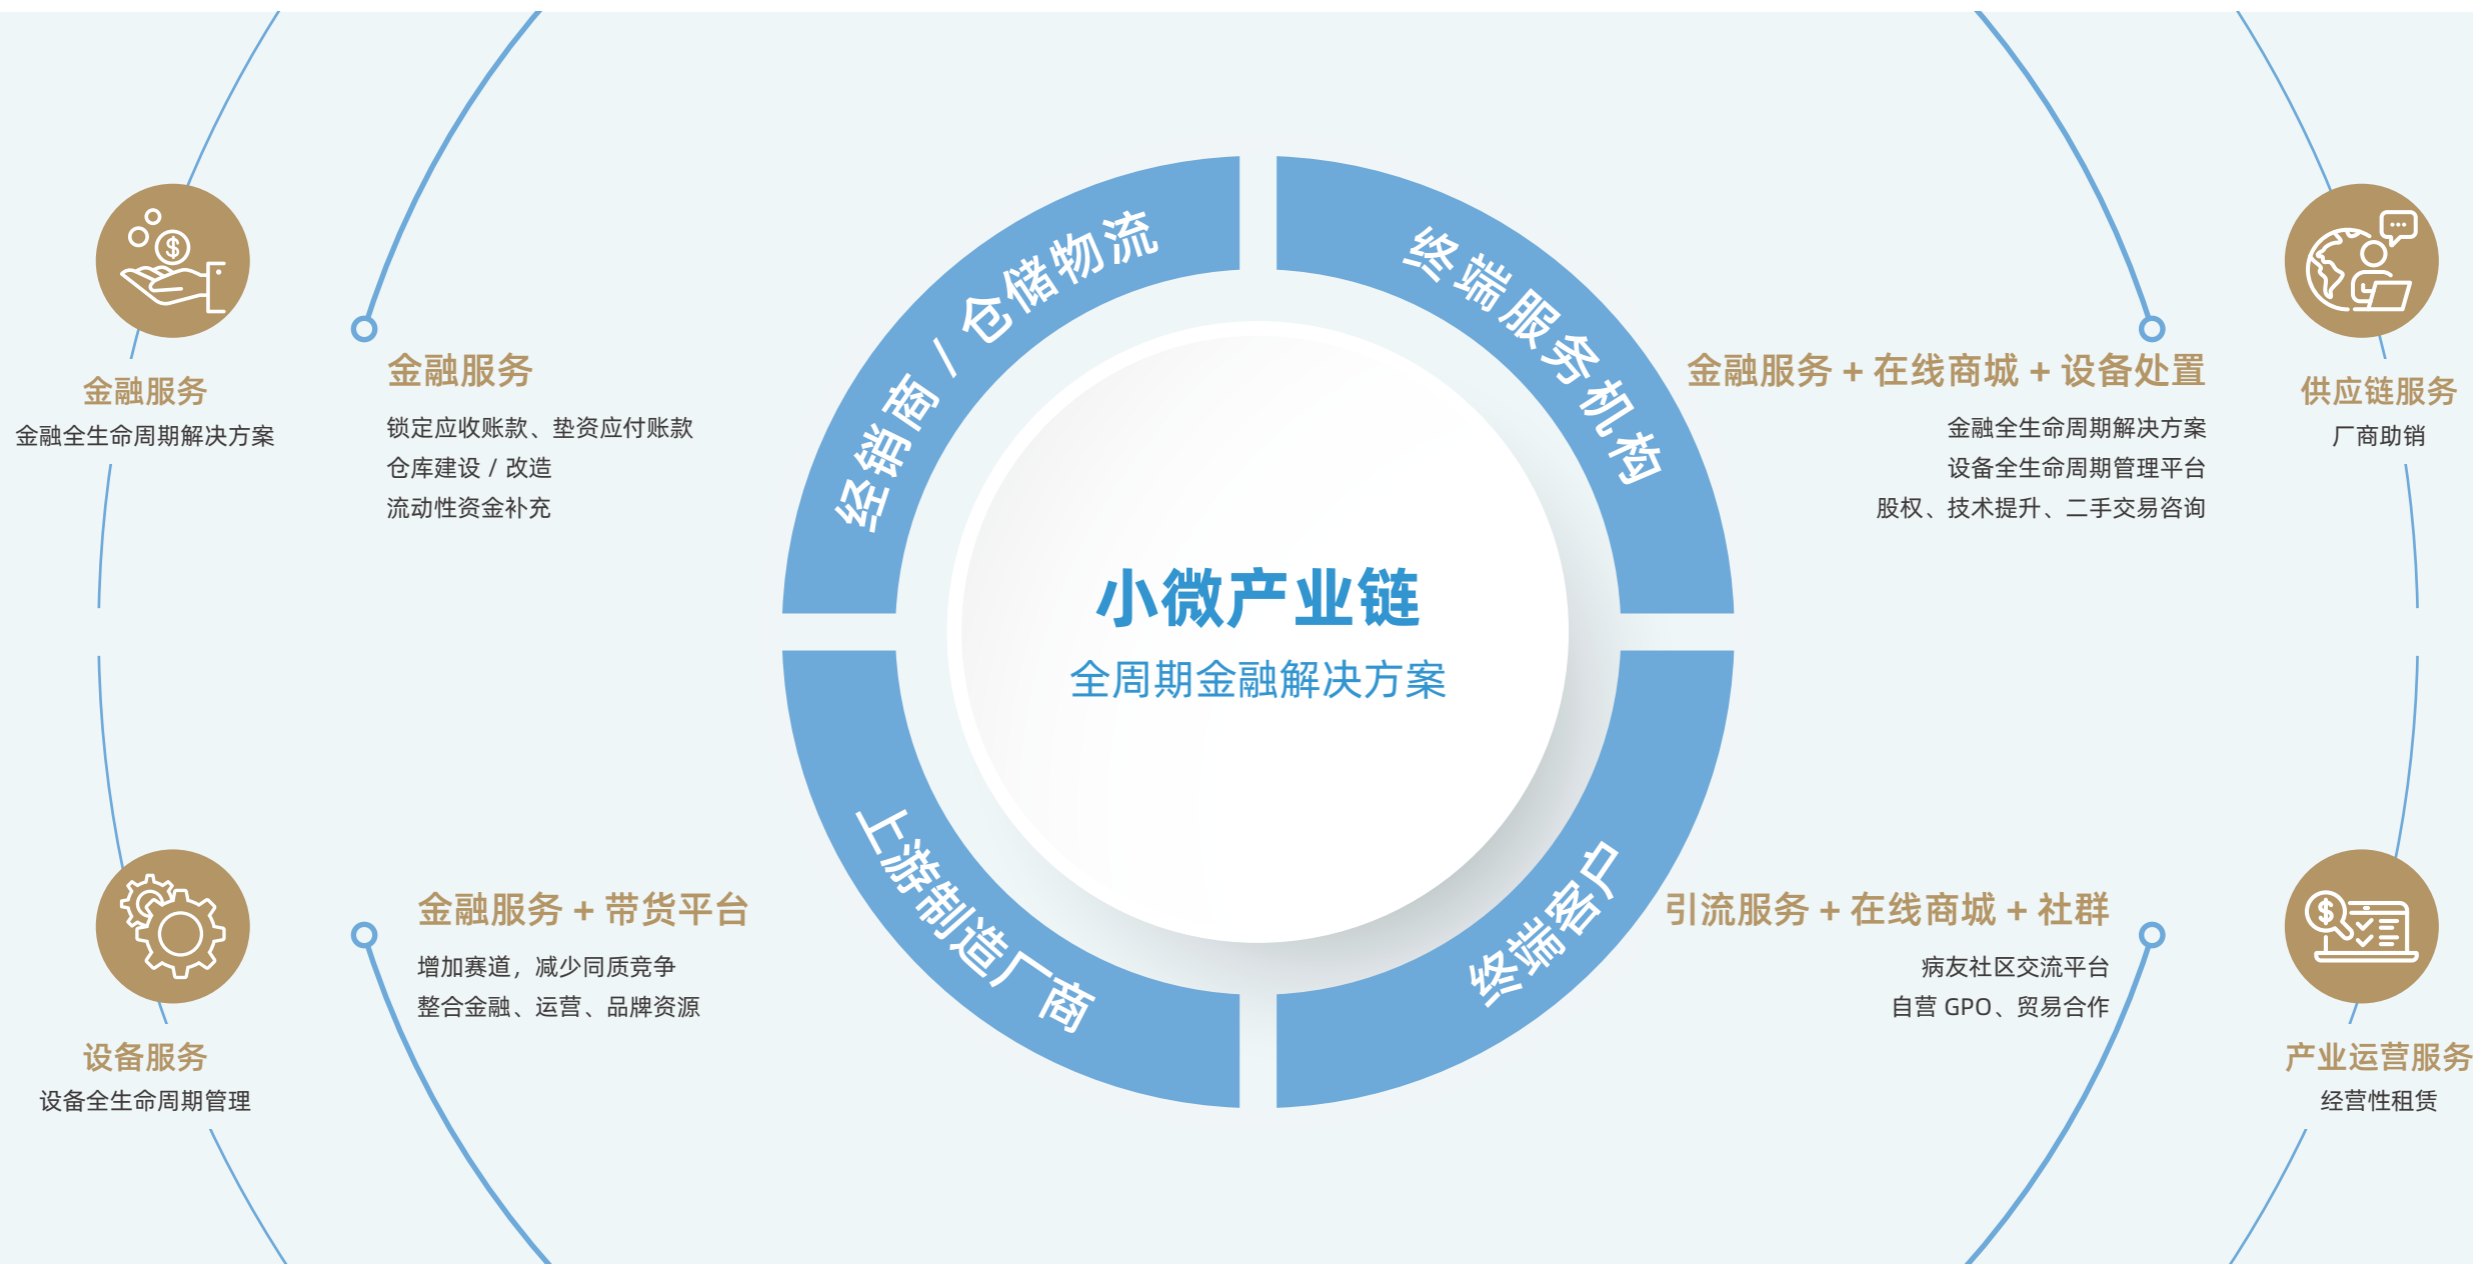 金融服务
金融全生命周期解决方案
金融服务
锁定应收账款、垫资应付账款
仓库建设 / 改造
流动性资金补充
经销商 / 仓储物流
终端服务机构
金融服务 + 在线商城 + 设备处置
金融全生命周期解决方案
设备全生命周期管理平台
股权、技术提升、二手交易咨询
供应链服务
厂商助销
小微产业链
全周期金融解决方案
设备服务
设备全生命周期管理
金融服务 + 带货平台
增加赛道，减少同质竞争
整合金融、运营、品牌资源
上游制造厂商
终端客户
引流服务 + 在线商城 + 社群
病友社区交流平台
自营 GPO、贸易合作
产业运营服务
经营性租赁